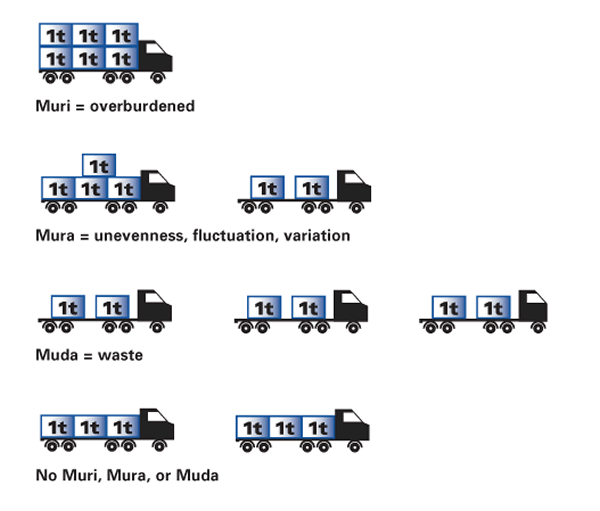 1t 1t 1t
1t 1t 1t
Muri = overburdened
1t
1t 1t 1t 1t 1t
Mura = unevenness, fluctuation, variation
1t 1t 1t 1t 1t 1t
Muda = waste
1t 1t 1t 1t 1t 1t
No Muri, Mura, or Muda